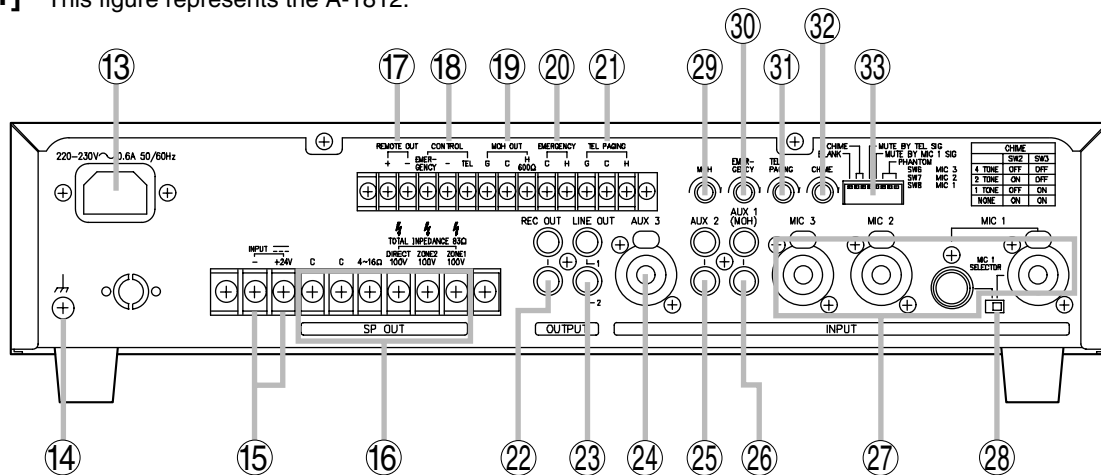 This figure represents the A-1812.
13 17 18 19 20 21 29 30 31 32 33
220-230V~0.6A 50/60Hz
REMOTE OUT CONTROL MOH OUT EMERGENCY TEL PAGING
+ - EMER-GENCY - TEL G C H 600Ω C H G C H
MOH EMER-GENCY TEL PAGING CHIME
CHIME
BLANK
MUTE BY TEL SIG
MUTE BY MIC 1 SIG
PHANTOM
SW6 MIC 3
SW7 MIC 2
SW8 MIC 1
CHIME
SW2 SW3
4 TONE OFF OFF
2 TONE ON OFF
1 TONE OFF ON
NONE ON ON
TOTAL IMPEDANCE 83Ω
INPUT
- +24V C C 4~16Ω DIRECT 100V ZONE2 100V ZONE1 100V
REC OUT LINE OUT AUX 3 AUX 2 AUX 1 (MOH) MIC 3 MIC 2 MIC 1
1
2
MIC 1 SELECTOR
SP OUT OUTPUT INPUT
14 15 16 22 23 24 25 26 27 28